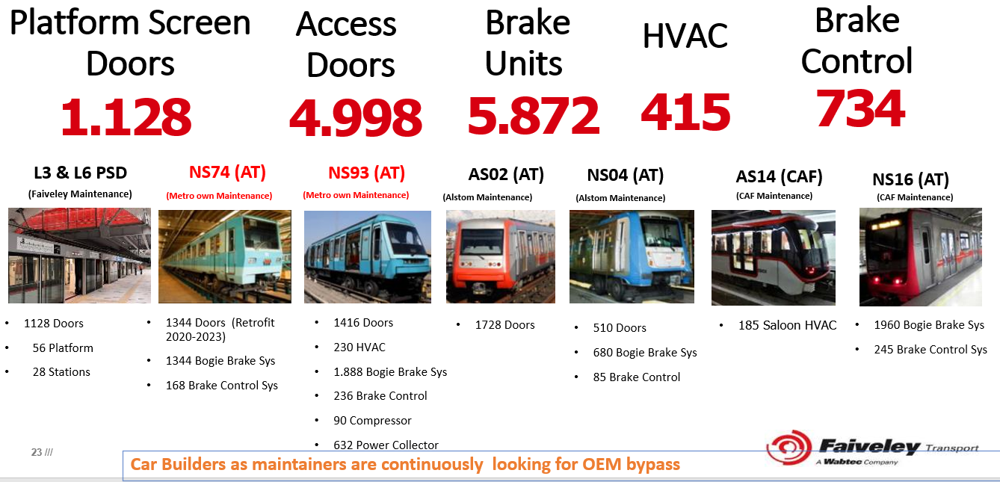 Platform Screen
Doors
1.128
Access
Doors
4.998
Brake
Units
5.872
HVAC
415
Brake
Control
734
L3 & L6 PSD
(Faiveley Maintenance)
• 1128 Doors
• 56 Platform
• 28 Stations
NS74 (AT)
(Metro own Maintenance)
• 1344 Doors (Retrofit
2020-2023)
• 1344 Bogie Brake Sys
• 168 Brake Control Sys
NS93 (AT)
(Metro own Maintenance)
• 1416 Doors
• 230 HVAC
• 1.888 Bogie Brake Sys
• 236 Brake Control
• 90 Compressor
• 632 Power Collector
AS02 (AT)
(Alstom Maintenance)
• 1728 Doors
NS04 (AT)
(Alstom Maintenance)
• 510 Doors
• 680 Bogie Brake Sys
• 85 Brake Control
AS14 (CAF)
(CAF Maintenance)
• 185 Saloon HVAC
NS16 (AT)
(CAF Maintenance)
• 1960 Bogie Brake Sys
• 245 Brake Control Sys
23 ///
Faiveley Transport
A Wabtec Company
Car Builders as maintainers are continuously looking for OEM bypass